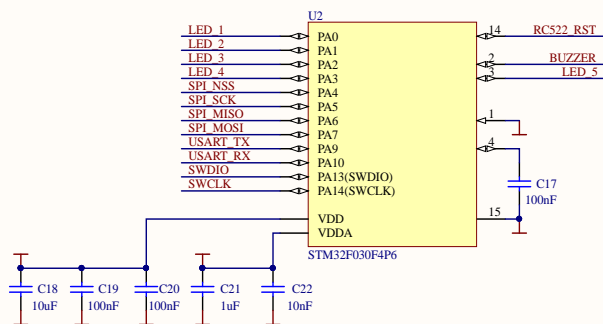 U2
LED_1 PA0 14 RC522_RST
LED_2 PA1
LED_3 PA2 2 BUZZER
LED_4 PA3 3 LED_5
SPI_NSS PA4
SPI_SCK PA5
SPI_MISO PA6 1
SPI_MOSI PA7
USART_TX PA9 4
USART_RX PA10
SWDIO PA13(SWDIO)
SWCLK PA14(SWCLK)
C17
100nF
VDD 15
VDDA
STM32F030F4P6
C18 C19 C20 C21 C22
10uF 100nF 100nF 1uF 10nF